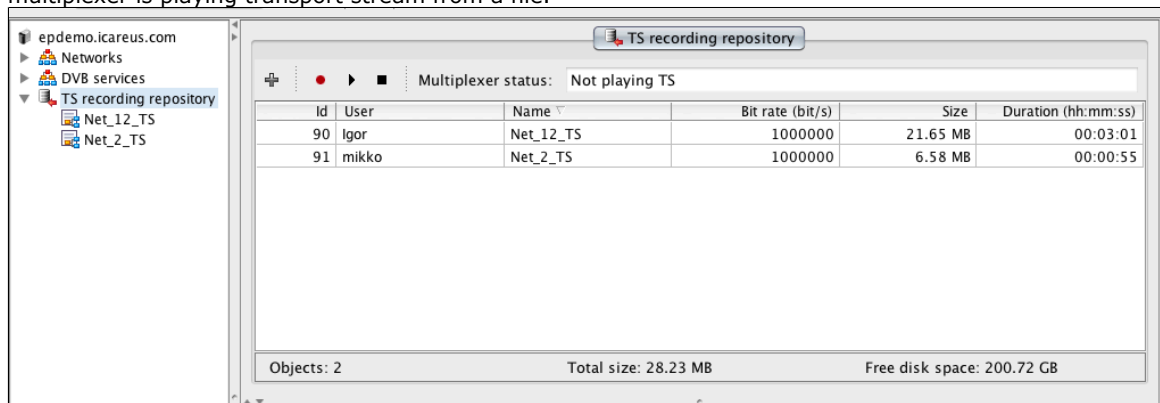 multiplexer is playing transport stream from a file.
epdemo.icareus.com
Networks
DVB services
TS recording repository
Net_12_TS
Net_2_TS
TS recording repository
Multiplexer status: Not playing TS
Id User Name Bit rate (bit/s) Size Duration (hh:mm:ss)
90 Igor Net_12_TS 1000000 21.65 MB 00:03:01
91 mikko Net_2_TS 1000000 6.58 MB 00:00:55
Objects: 2 Total size: 28.23 MB Free disk space: 200.72 GB